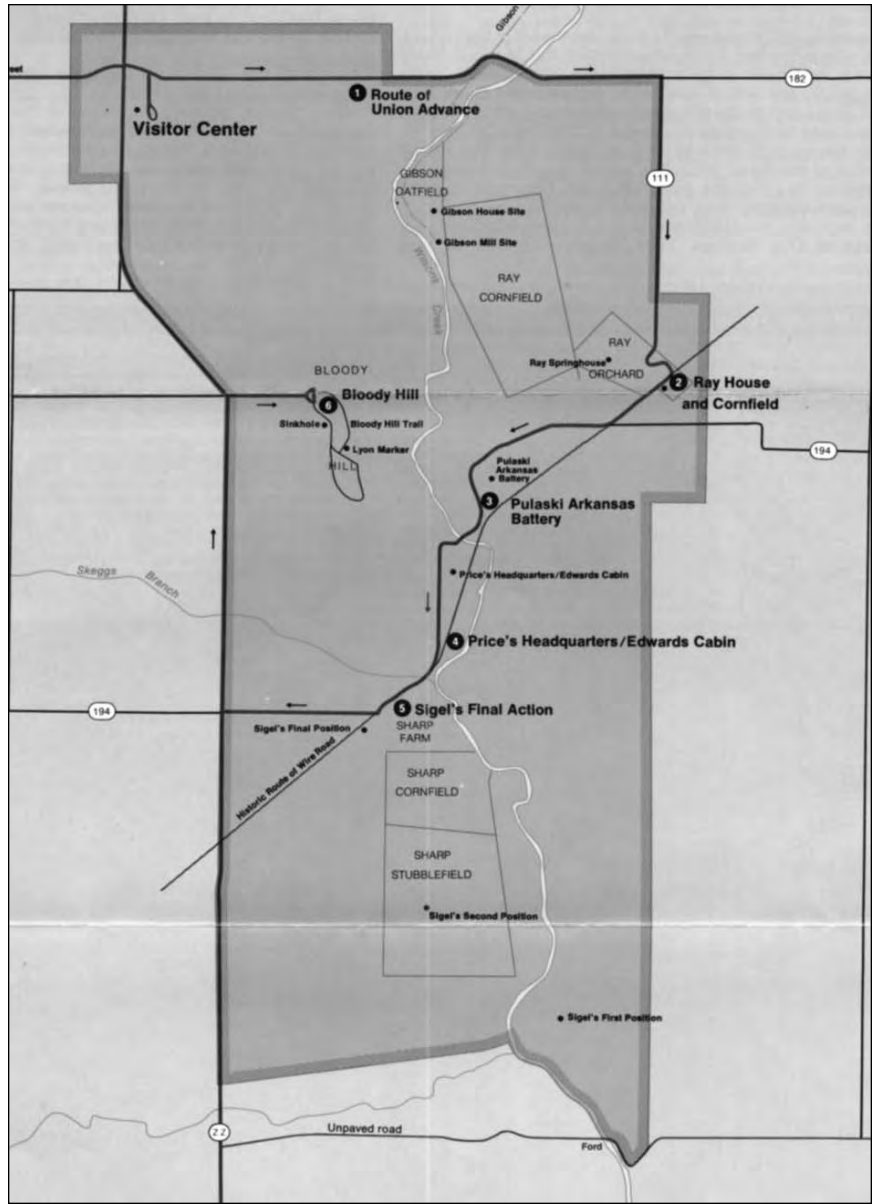 Gibson
eet
182
1 Route of
Union Advance
Visitor Center
GIBSON
OATFIELD
111
Gibson House Site
Gibson Mill Site
Wilsons Creek
RAY
CORNFIELD
RAY
Ray Springhouse
ORCHARD
BLOODY
2 Ray House
and Cornfield
Bloody Hill
6
Sinkhole
Bloody Hill Trail
Lyon Marker
HILL
194
Pulaski
Arkansas
Battery
3 Pulaski Arkansas
Battery
Skeggs Branch
Price's Headquarters/Edwards Cabin
4 Price's Headquarters/Edwards Cabin
194
5 Sigel's Final Action
Sigel's Final Position
SHARP
FARM
Historic Route of Wire Road
SHARP
CORNFIELD
SHARP
STUBBLEFIELD
Sigel's Second Position
Sigel's First Position
ZZ
Unpaved road
Ford